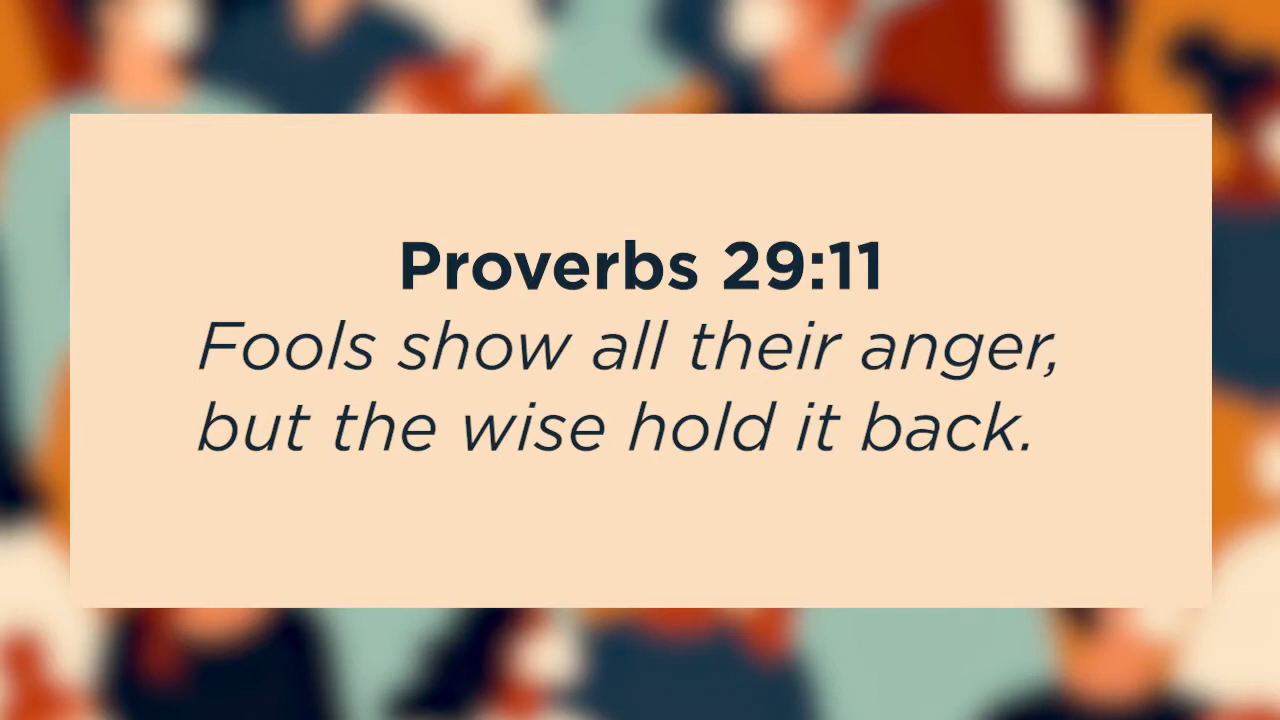 Proverbs 29:11
Fools show all their anger,
but the wise hold it back.